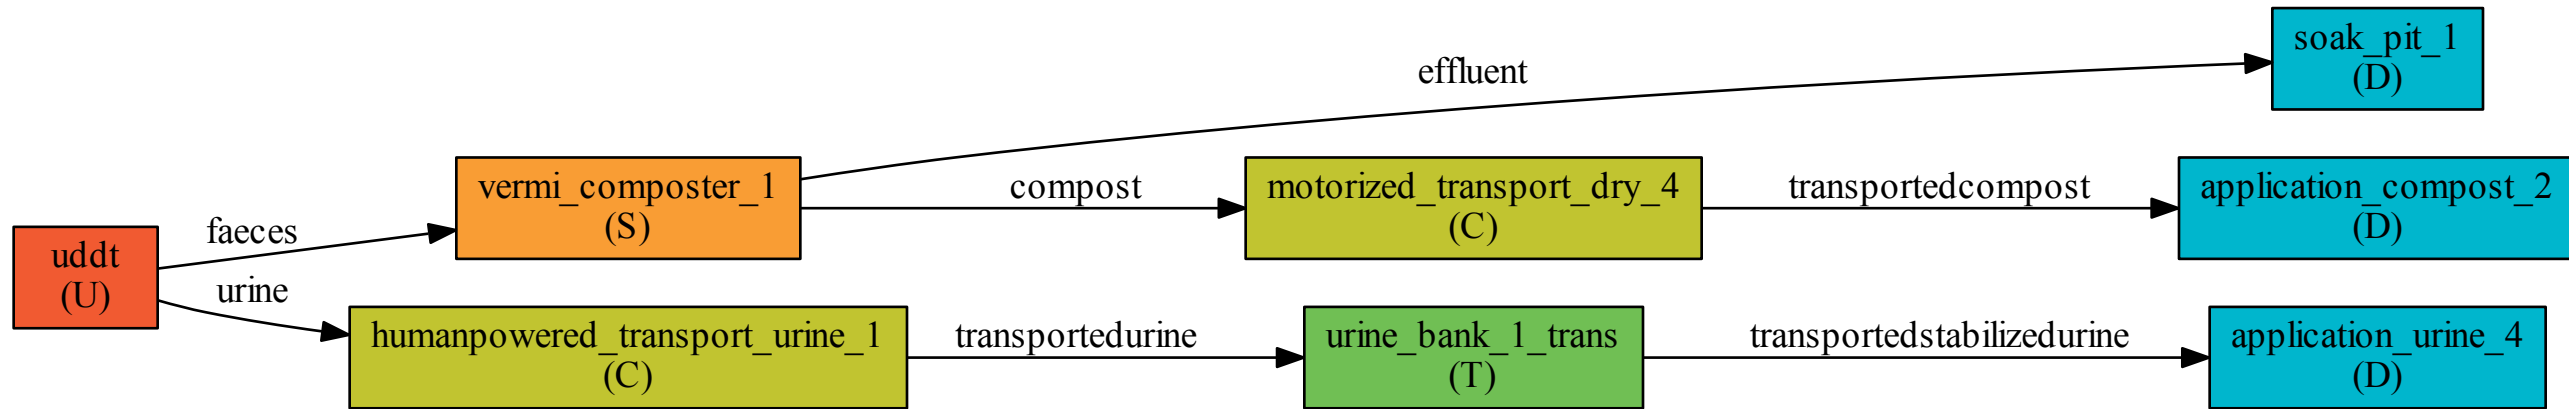 soak_pit_1
(D)
effluent
vermi_composter_1
(S)
compost
motorized_transport_dry_4
(C)
transportedcompost
application_compost_2
(D)
faeces
uddt
(U)
urine
humanpowered_transport_urine_1
(C)
transportedurine
urine_bank_1_trans
(T)
transportedstabilizedurine
application_urine_4
(D)